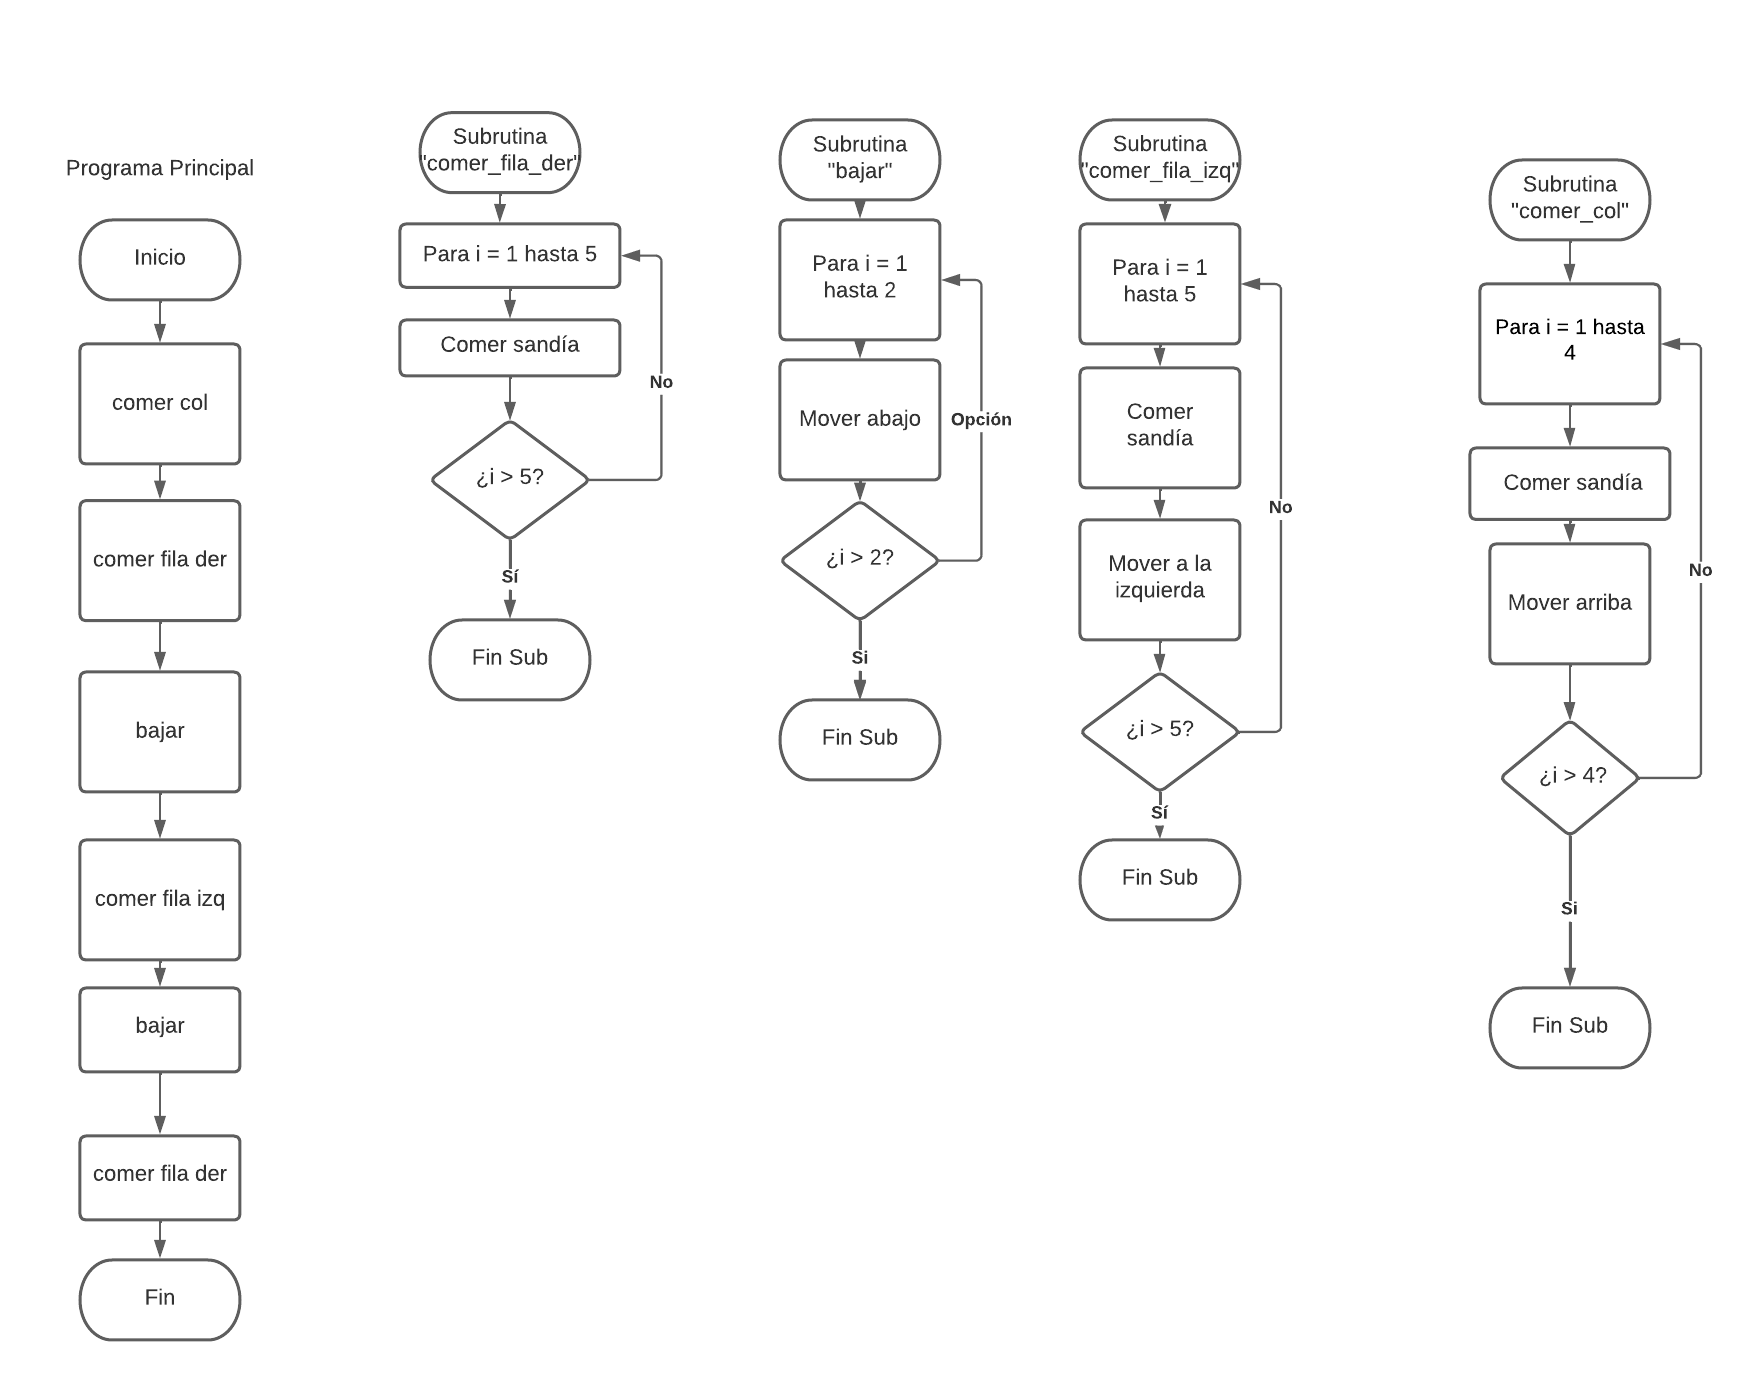 Programa Principal
Inicio
comer col
comer fila der
bajar
comer fila izq
bajar
comer fila der
Fin
Subrutina
"comer_fila_der"
Para i = 1 hasta 5
Comer sandía
No
¿i > 5?
Sí
Fin Sub
Subrutina
"bajar"
Para i = 1
hasta 2
Mover abajo
Opción
¿i > 2?
Si
Fin Sub
Subrutina
"comer_fila_izq"
Para i = 1
hasta 5
Comer
sandía
No
Mover a la
izquierda
¿i > 5?
Sí
Fin Sub
Subrutina
"comer_col"
Para i = 1 hasta
4
Comer sandía
No
Mover arriba
¿i > 4?
Si
Fin Sub